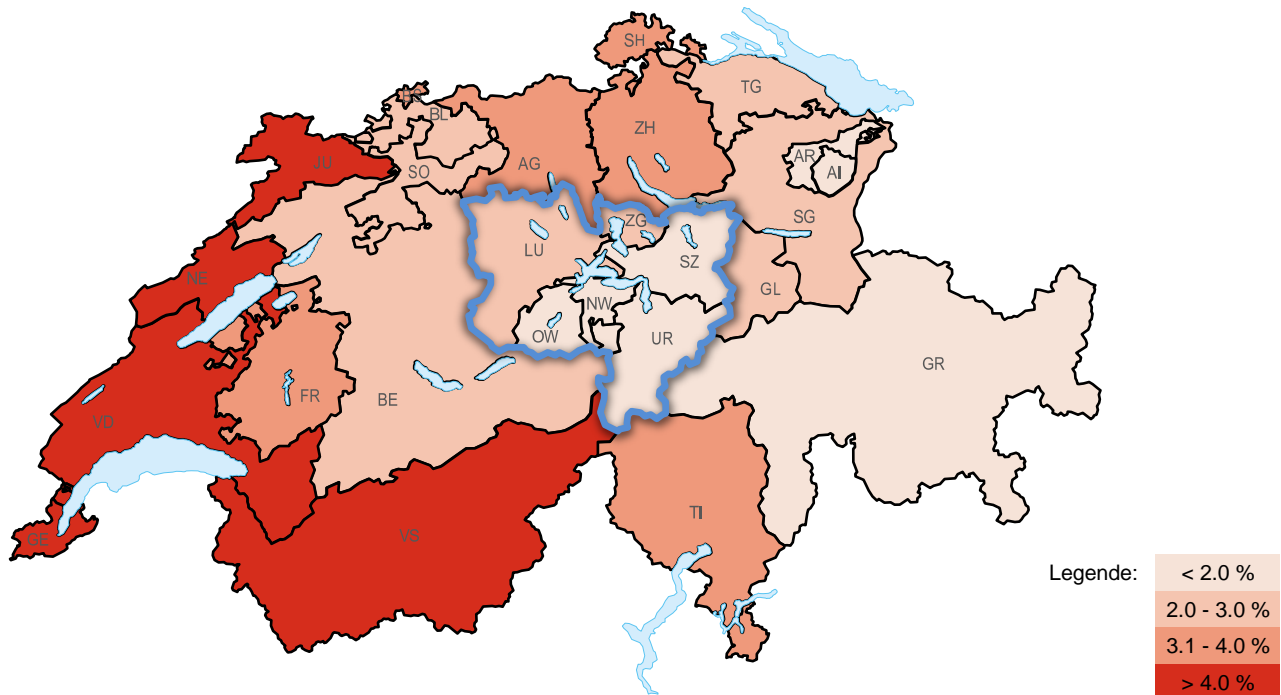 SH
TG
BS
BL
ZH
JU
SO
AG
AR
AI
LU
ZG
SG
SZ
NE
GL
NW
OW
UR
GR
FR
BE
VD
TI
VS
GE
Legende:
< 2.0 %
2.0 - 3.0 %
3.1 - 4.0 %
> 4.0 %